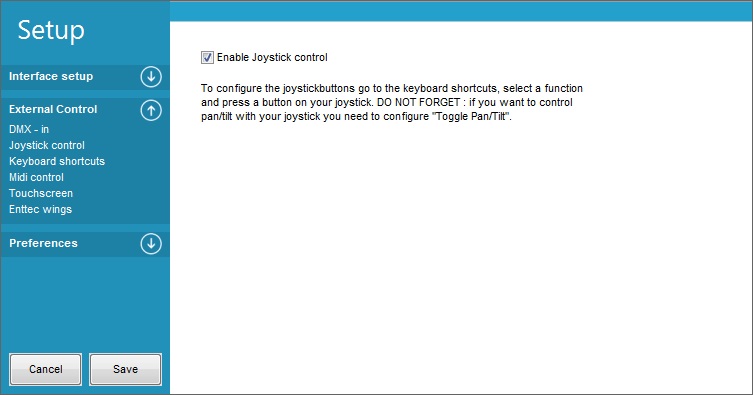 Setup
Interface setup
External Control
DMX - in
Joystick control
Keyboard shortcuts
Midi control
Touchscreen
Enttec wings
Preferences
Cancel
Save
Enable Joystick control
To configure the joystickbuttons go to the keyboard shortcuts, select a function
and press a button on your joystick. DO NOT FORGET : if you want to control
pan/tilt with your joystick you need to configure "Toggle Pan/Tilt".